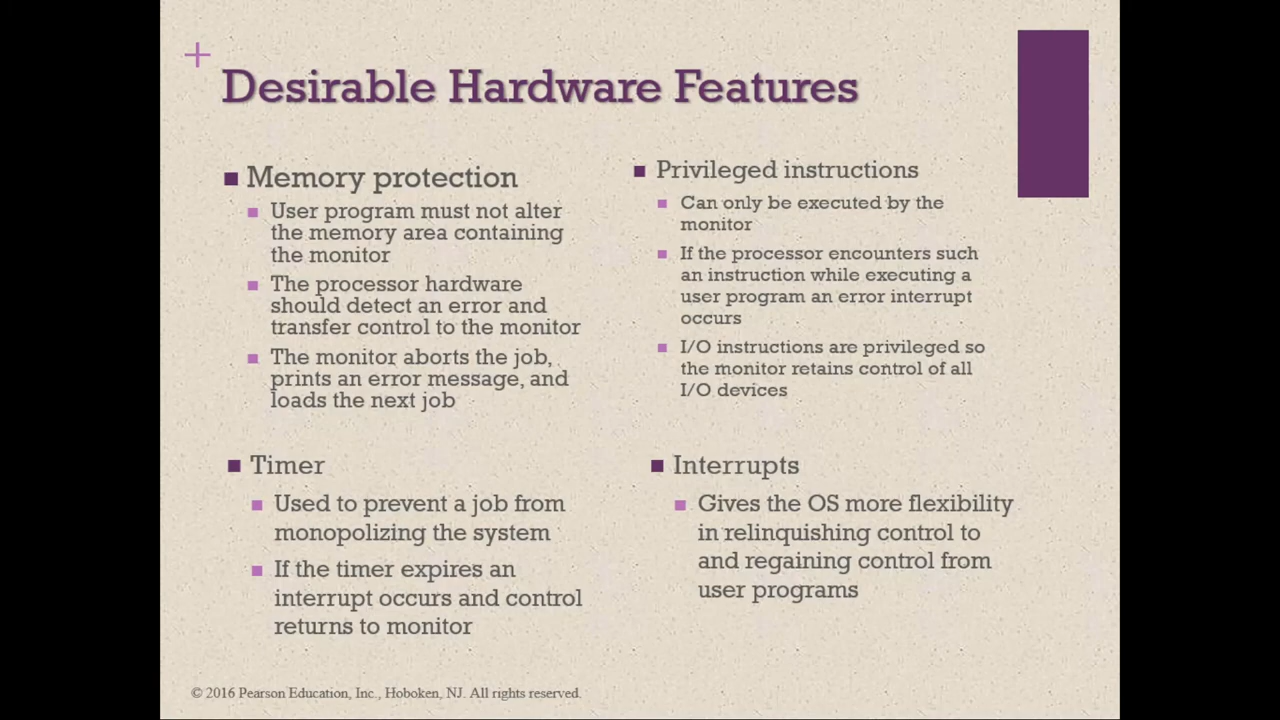 +
Desirable Hardware Features
Memory protection
User program must not alter
the memory area containing
the monitor
The processor hardware
should detect an error and
transfer control to the monitor
The monitor aborts the job,
prints an error message, and
loads the next job
Privileged instructions
Can only be executed by the
monitor
If the processor encounters such
an instruction while executing a
user program an error interrupt
occurs
I/O instructions are privileged so
the monitor retains control of all
I/O devices
Timer
Used to prevent a job from
monopolizing the system
If the timer expires an
interrupt occurs and control
returns to monitor
Interrupts
Gives the OS more flexibility
in relinquishing control to
and regaining control from
user programs
© 2016 Pearson Education, Inc., Hoboken, NJ. All rights reserved.